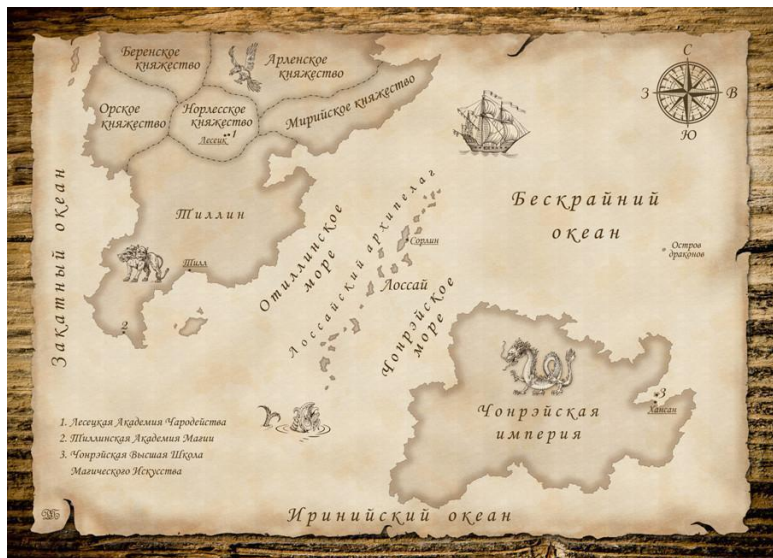 Беренское
княжество
Арленское
княжество
Орское
княжество
Норлесское
княжество
1
Лесецк
Мирийское княжество
С
З
В
Ю
Тиллин
Тилл
2
Закатный океан
Отиллинское
море
Лоссайский архипелаг
Сорлин
Лоссай
Чонрэйское
море
Бескрайний
океан
Остров
драконов
Чонрэйская
империя
3
Хансан
1. Лесецкая Академия Чародейства
2. Тиллинская Академия Магии
3. Чонрэйская Высшая Школа
Магического Искусства
Иринийский океан